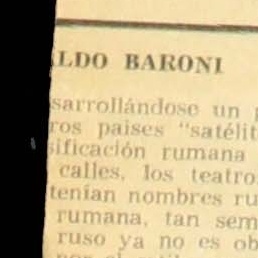 LDO BARONI
sarrollándose un
ros paises "satélit
sificación rumana
calles, los teatro
tenían nombres ru
rumana, tan sem
ruso ya no es ob